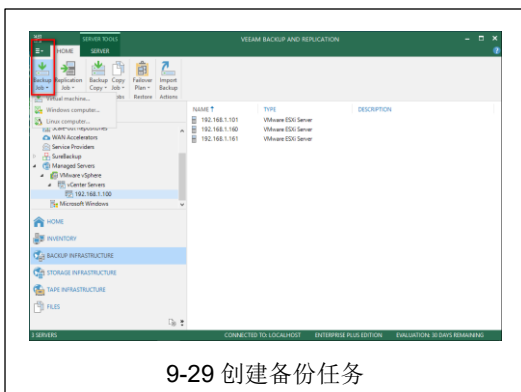 SERVER TOOLS
VEEAM BACKUP AND REPLICATION
HOME SERVER
Backup Job
Replication Job
Backup Copy
Copy Job
Failover Plan
Import Backup
Restore Actions
Virtual machine...
Windows computer...
Linux computer...
Scale-out Repositories
WAN Accelerators
Service Providers
SureBackup
Managed Servers
VMware vSphere
vCenter Servers
192.168.1.100
Microsoft Windows
NAME TYPE DESCRIPTION
192.168.1.101 VMware ESXi Server
192.168.1.160 VMware ESXi Server
192.168.1.161 VMware ESXi Server
HOME
INVENTORY
BACKUP INFRASTRUCTURE
STORAGE INFRASTRUCTURE
TAPE INFRASTRUCTURE
FILES
3 SERVERS CONNECTED TO: LOCALHOST ENTERPRISE PLUS EDITION EVALUATION: 30 DAYS REMAINING
9-29 创建备份任务